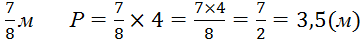 7/8 м P = 7/8 × 4 = 7×4/8 = 7/2 = 3,5(м)